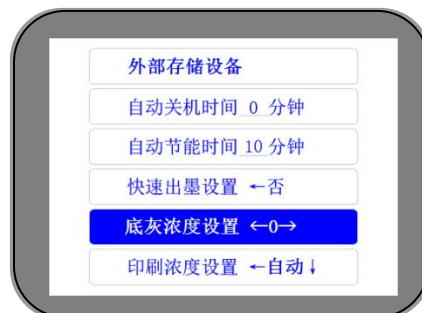 外部存储设备
自动关机时间 0 分钟
自动节能时间 10 分钟
快速出墨设置 ←否
底灰浓度设置 ←0→
印刷浓度设置 ←自动↓